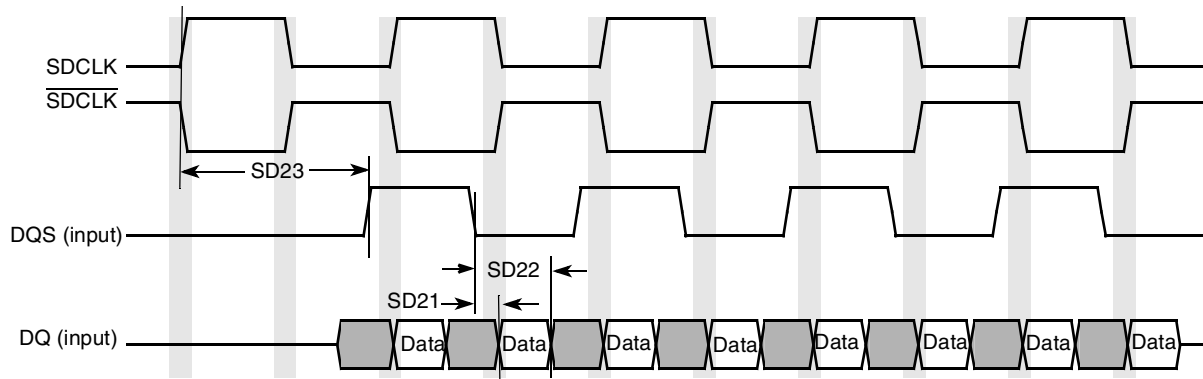 SDCLK
SDCLK
SD23
DQS (input)
SD22
SD21
DQ (input)
Data Data Data Data Data Data Data Data